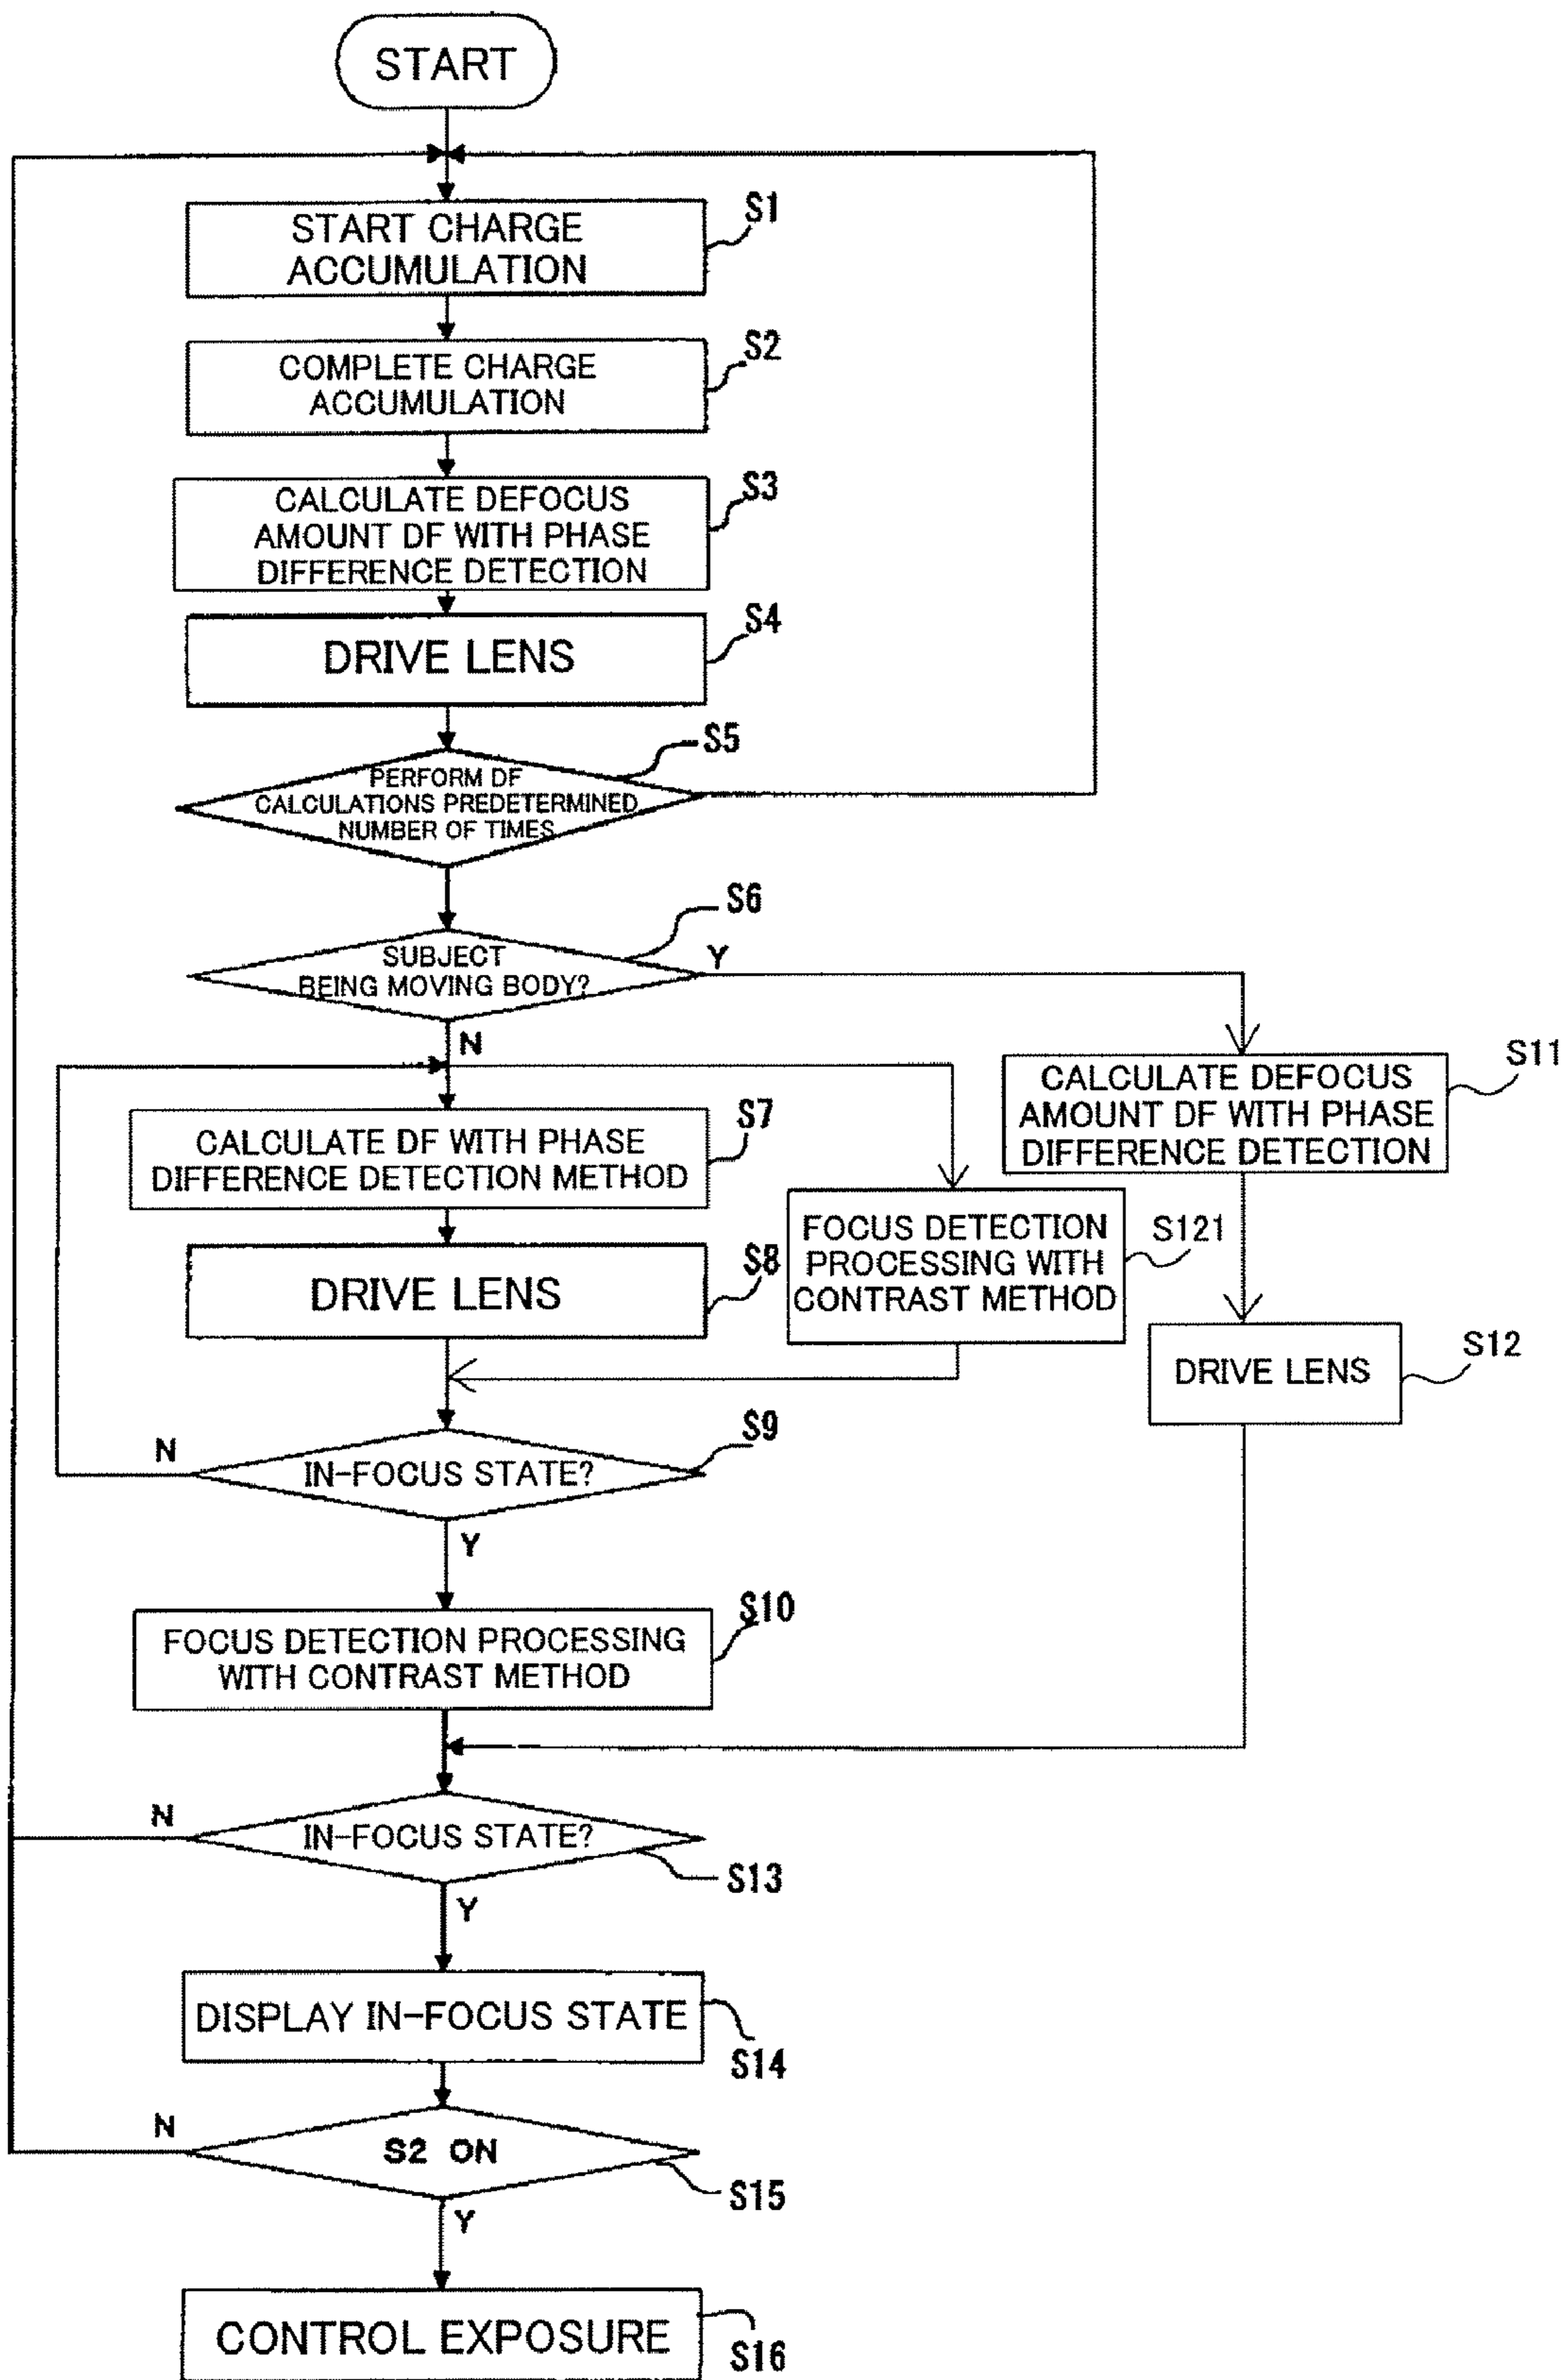 START
START CHARGE
ACCUMULATION
S1
COMPLETE CHARGE
ACCUMULATION
S2
CALCULATE DEFOCUS
AMOUNT DF WITH PHASE
DIFFERENCE DETECTION
S3
DRIVE LENS
S4
PERFORM DF
CALCULATIONS PREDETERMINED
NUMBER OF TIMES
S5
SUBJECT
BEING MOVING BODY?
S6
Y
N
CALCULATE DF WITH PHASE
DIFFERENCE DETECTION METHOD
S7
DRIVE LENS
S8
FOCUS DETECTION
PROCESSING WITH
CONTRAST METHOD
S121
CALCULATE DEFOCUS
AMOUNT DF WITH PHASE
DIFFERENCE DETECTION
S11
DRIVE LENS
S12
IN-FOCUS STATE?
S9
N
Y
FOCUS DETECTION PROCESSING
WITH CONTRAST METHOD
S10
IN-FOCUS STATE?
S13
N
Y
DISPLAY IN-FOCUS STATE
S14
S2 ON
S15
N
Y
CONTROL EXPOSURE
S16